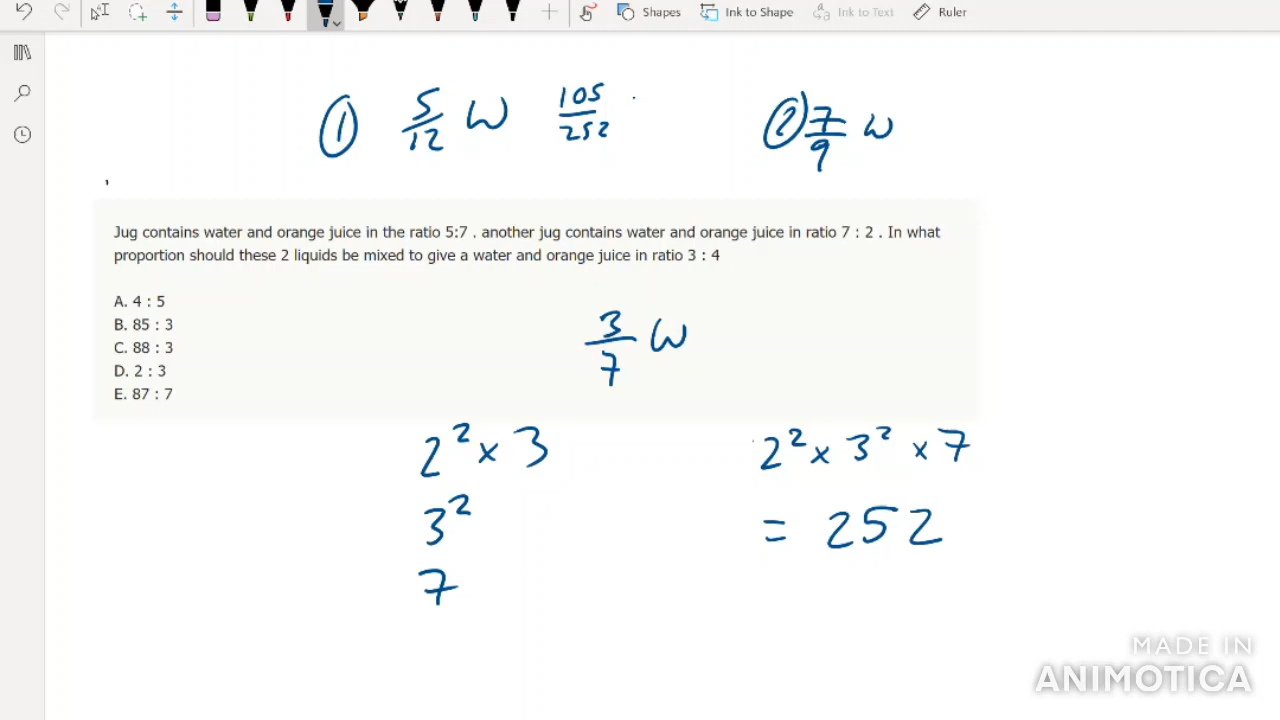 Shapes Ink to Shape Ink to Text Ruler
① 5/12 W 105/252 ② 7/9 W
Jug contains water and orange juice in the ratio 5:7 . another jug contains water and orange juice in ratio 7 : 2 . In what
proportion should these 2 liquids be mixed to give a water and orange juice in ratio 3 : 4
A. 4 : 5
B. 85 : 3
C. 88 : 3
D. 2 : 3
E. 87 : 7
3/7 W
2² × 3
3²
7
2² × 3² × 7
= 252
MADE IN
ANIMOTICA